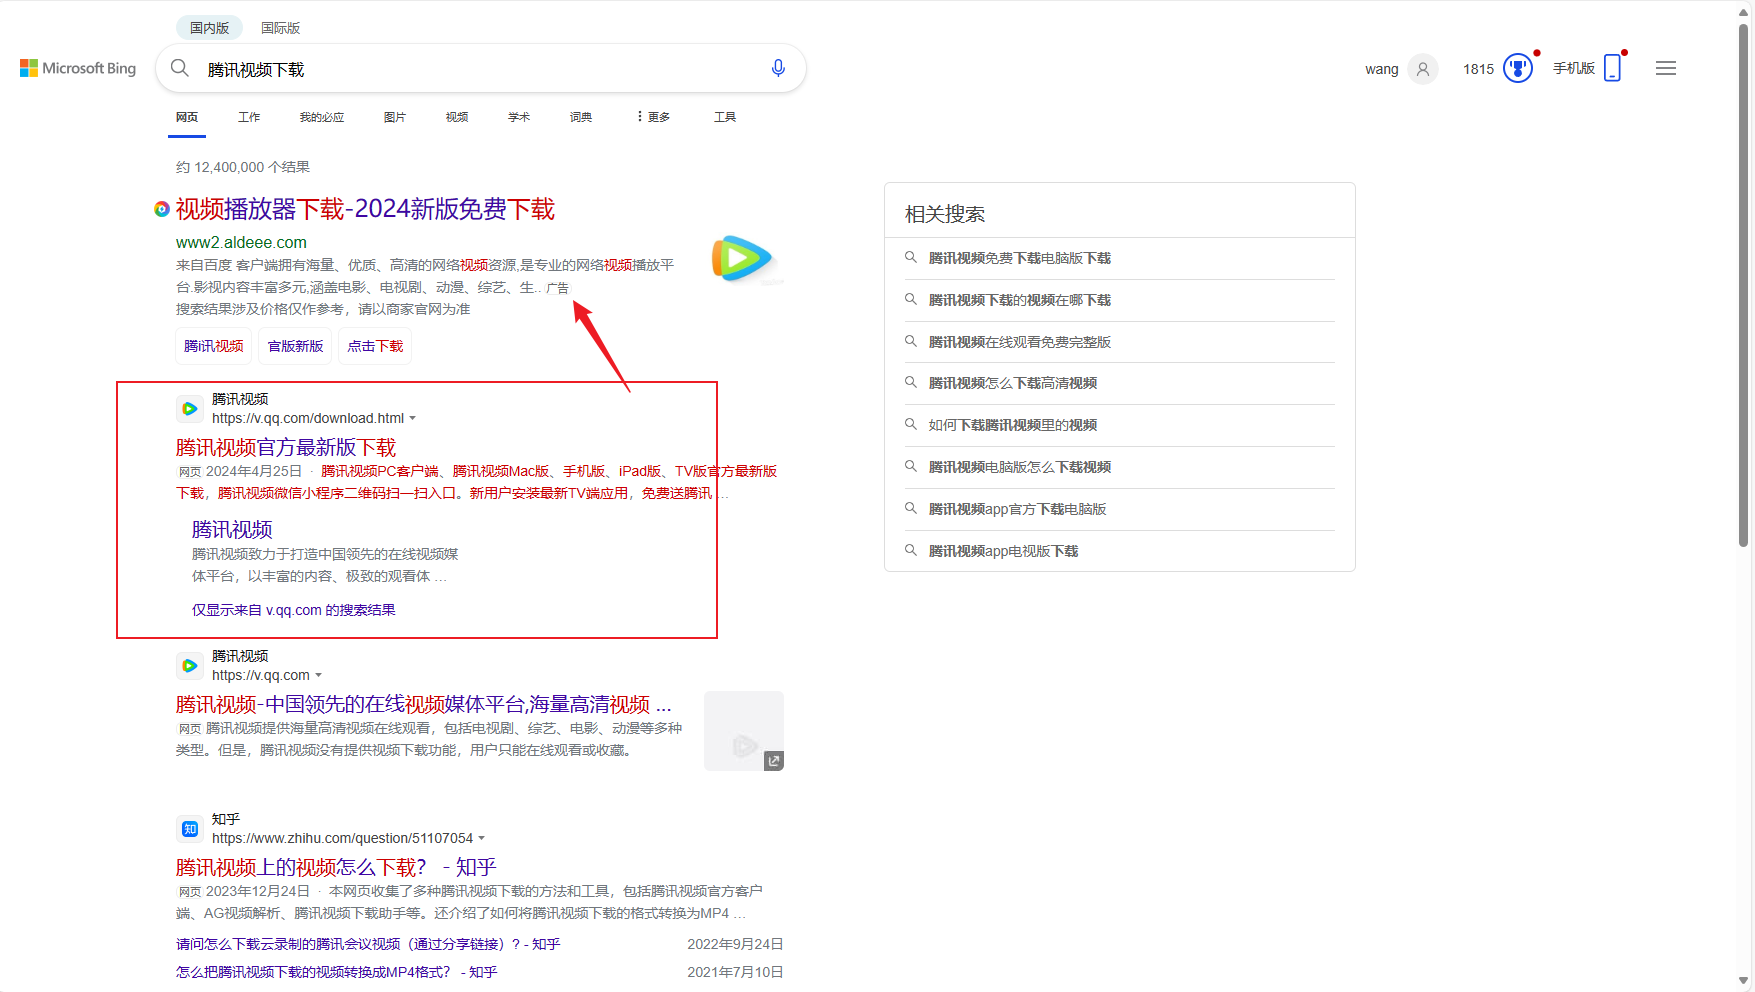 国内版 国际版
Microsoft Bing
腾讯视频下载
wang 1815 手机版
网页 工作 我的必应 图片 视频 学术 词典 更多 工具
约 12,400,000 个结果
视频播放器下载-2024新版免费下载
www2.aldeee.com
来自百度 客户端拥有海量、优质、高清的网络视频资源,是专业的网络视频播放平
台.影视内容丰富多元,涵盖电影、电视剧、动漫、综艺、生.. 广告
搜索结果涉及价格仅作参考，请以商家官网为准
腾i讯视频 官版新版 点击下载
腾讯视频
https://v.qq.com/download.html
腾讯视频官方最新版下载
网页 2024年4月25日 · 腾讯视频PC客户端、腾讯视频Mac版、手机版、iPad版、TV版官方最新版
下载，腾讯视频微信小程序二维码扫一扫入口。新用户安装最新TV端应用，免费送腾讯 ...
腾讯视频
腾讯视频致力于打造中国领先的在线视频媒
体平台，以丰富的内容、极致的观看体 ...
仅显示来自 v.qq.com 的搜索结果
腾讯视频
https://v.qq.com
腾讯视频-中国领先的在线视频媒体平台,海量高清视频 ...
网页 腾讯视频提供海量高清视频在线观看，包括电视剧、综艺、电影、动漫等多种
类型。但是，腾讯视频没有提供视频下载功能，用户只能在线观看或收藏。
知
知乎
https://www.zhihu.com/question/51107054
腾讯视频上的视频怎么下载？ - 知乎
网页 2023年12月24日 · 本网页收集了多种腾讯视频下载的方法和工具，包括腾讯视频官方客户
端、AG视频解析、腾讯视频下载助手等。还介绍了如何将腾讯视频下载的格式转换为MP4 ...
请问怎么下载云录制的腾讯会议视频（通过分享链接）? - 知乎 2022年9月24日
怎么把腾讯视频下载的视频转换成MP4格式？ - 知乎 2021年7月10日
相关搜索
腾讯视频免费下载电脑版下载
腾讯视频下载的视频在哪下载
腾讯视频在线观看免费完整版
腾讯视频怎么下载高清视频
如何下载腾讯视频里的视频
腾讯视频电脑版怎么下载视频
腾讯视频app官方下载电脑版
腾讯视频app电视版下载